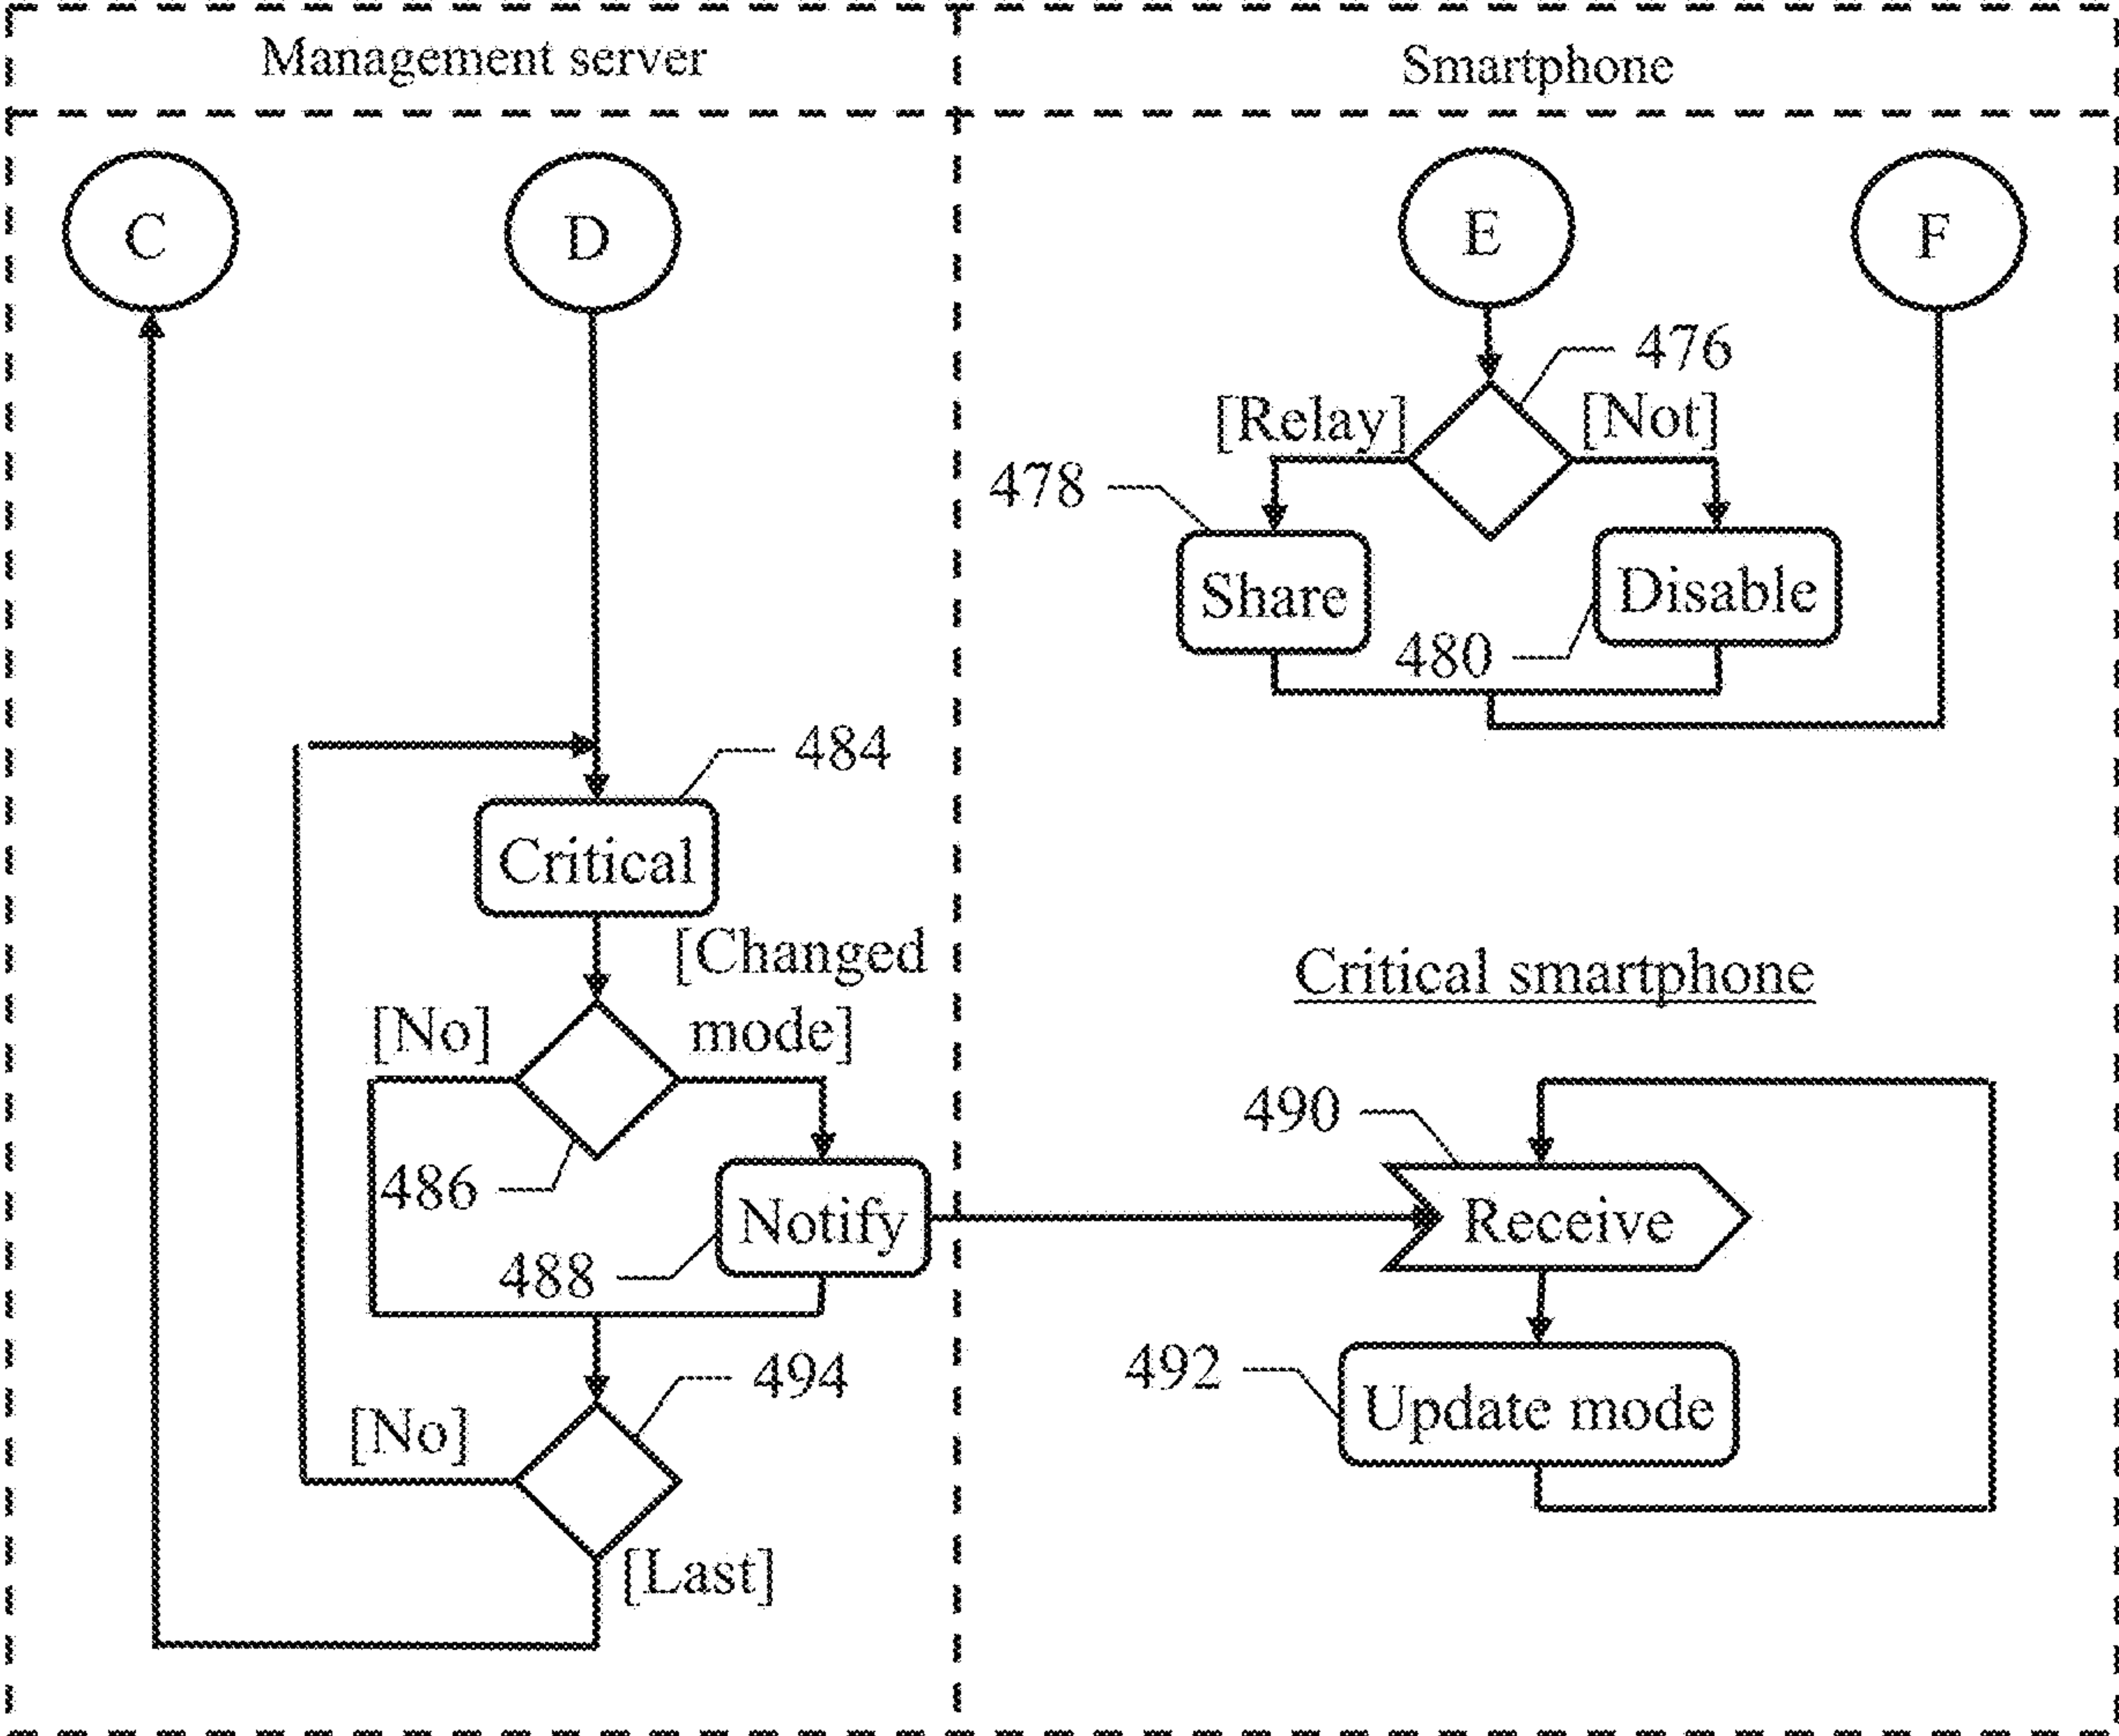 Management server
Smartphone
C
D
E
F
476
[Relay]
[Not]
478
Share
Disable
480
484
Critical
[Changed
mode]
[No]
486
Notify
488
Critical smartphone
490
Receive
492
Update mode
494
[No]
[Last]